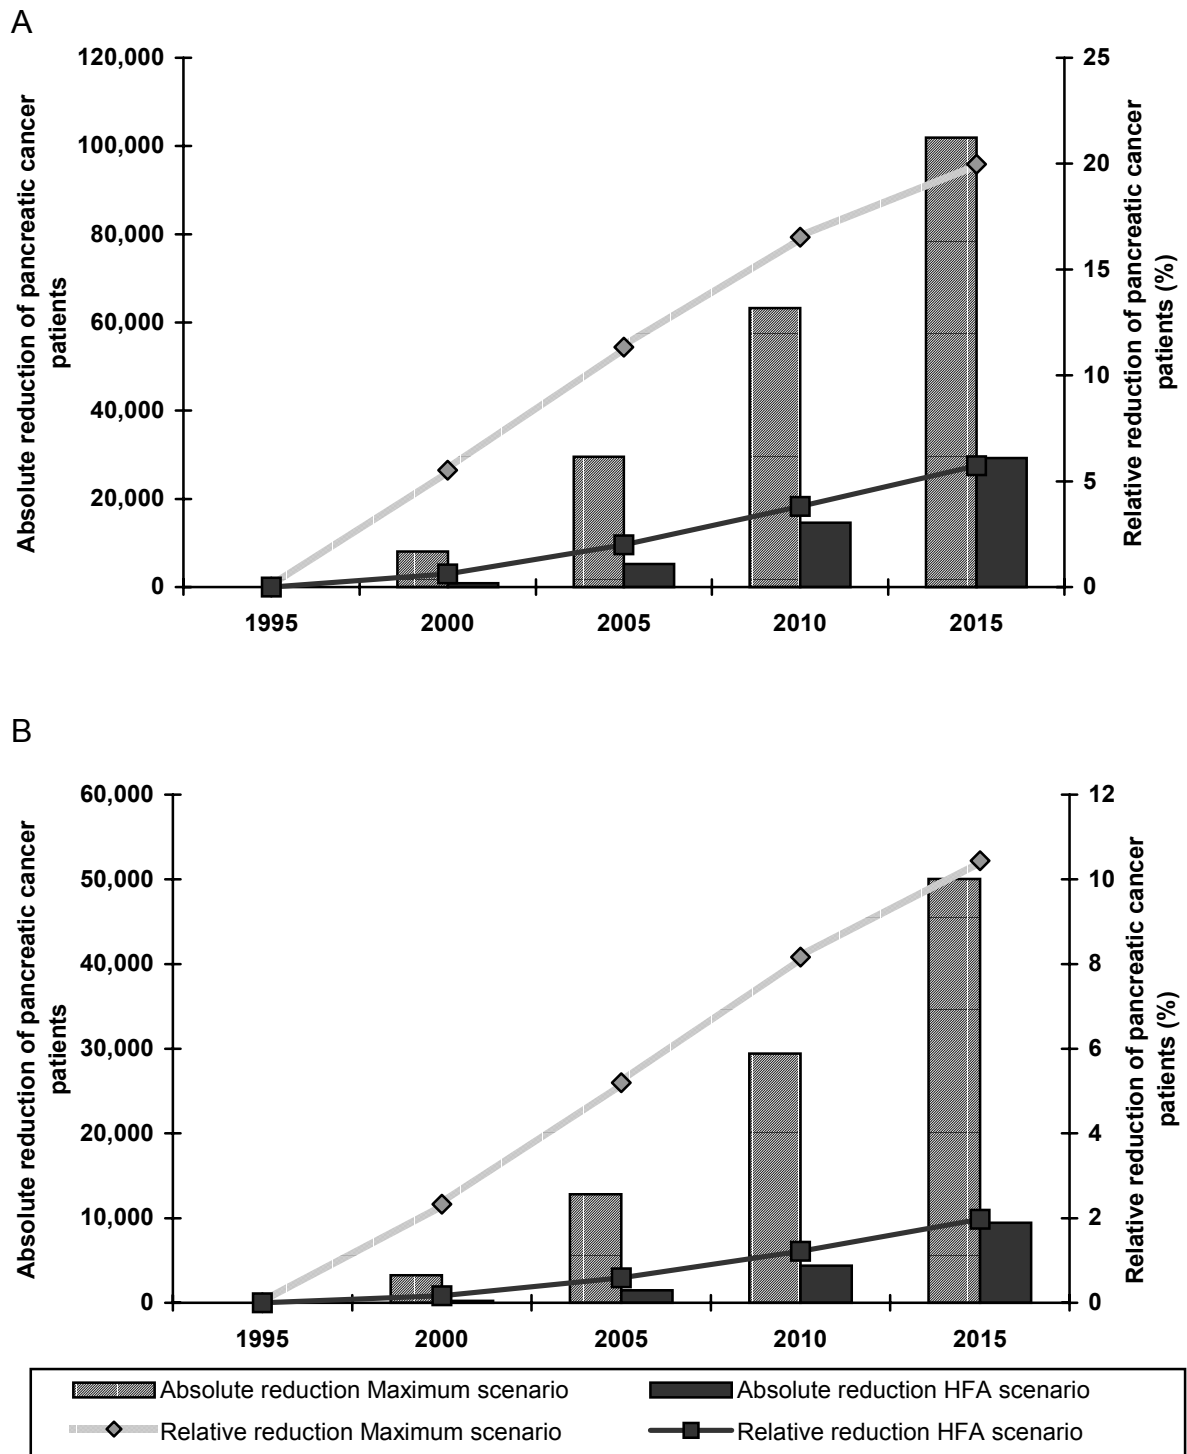 A
120,000
100,000
80,000
60,000
40,000
20,000
0
Absolute reduction of pancreatic cancer
patients
25
20
15
10
5
0
Relative reduction of pancreatic cancer
patients (%)
1995 2000 2005 2010 2015
B
60,000
50,000
40,000
30,000
20,000
10,000
0
Absolute reduction of pancreatic cancer
patients
12
10
8
6
4
2
0
Relative reduction of pancreatic cancer
patients (%)
1995 2000 2005 2010 2015
Absolute reduction Maximum scenario Absolute reduction HFA scenario
Relative reduction Maximum scenario Relative reduction HFA scenario